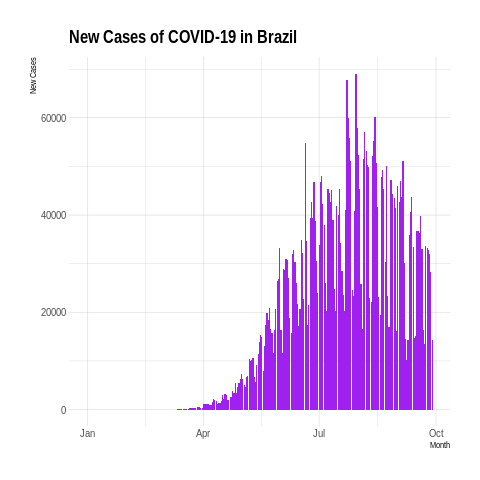 New Cases of COVID-19 in Brazil
New Cases
60000
40000
20000
0
Jan Apr Jul Oct
Month